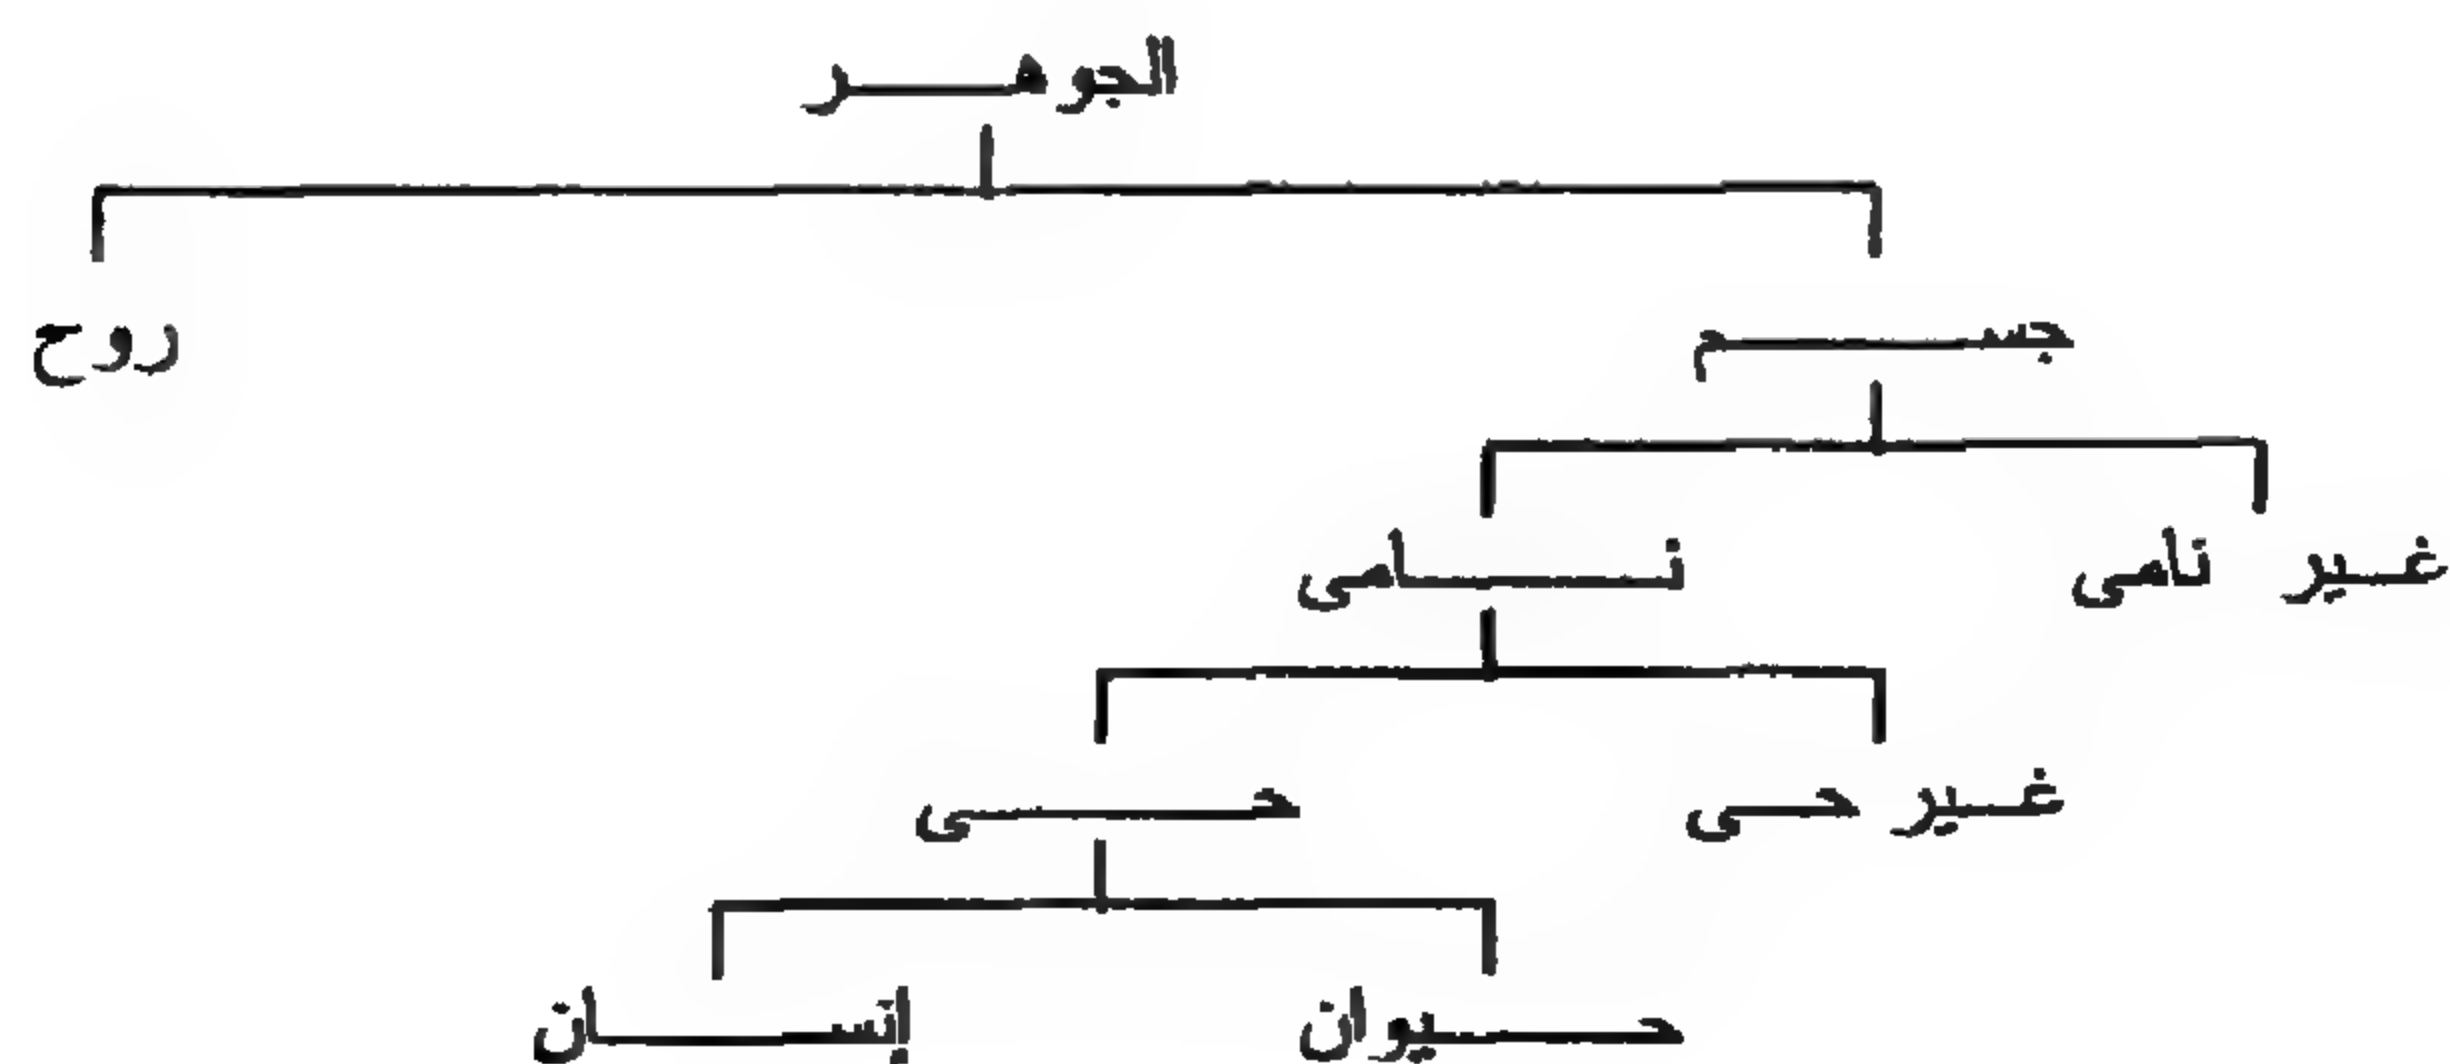 الجوهر
جسم روح
غير نامى نامى
غير حى حى
حيوان إنسان